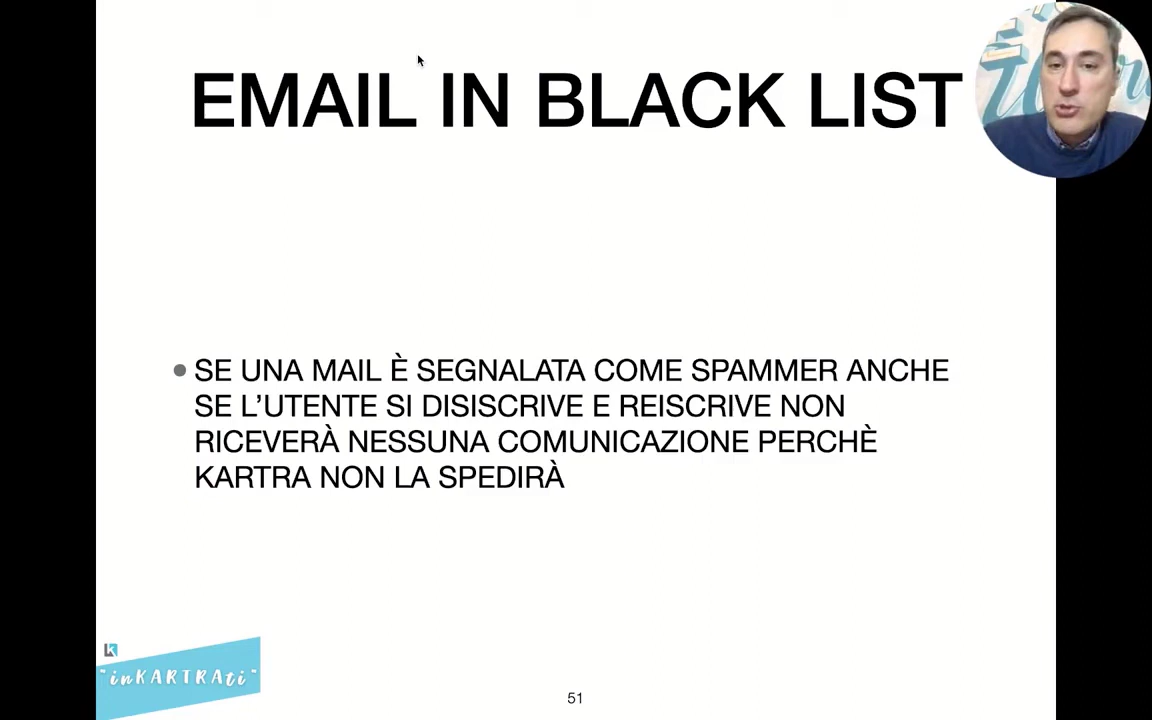 EMAIL IN BLACK LIST
SE UNA MAIL È SEGNALATA COME SPAMMER ANCHE
SE L’UTENTE SI DISISCRIVE E REISCRIVE NON
RICEVERÀ NESSUNA COMUNICAZIONE PERCHÈ
KARTRA NON LA SPEDIRÀ
"inKARTRAti"
51